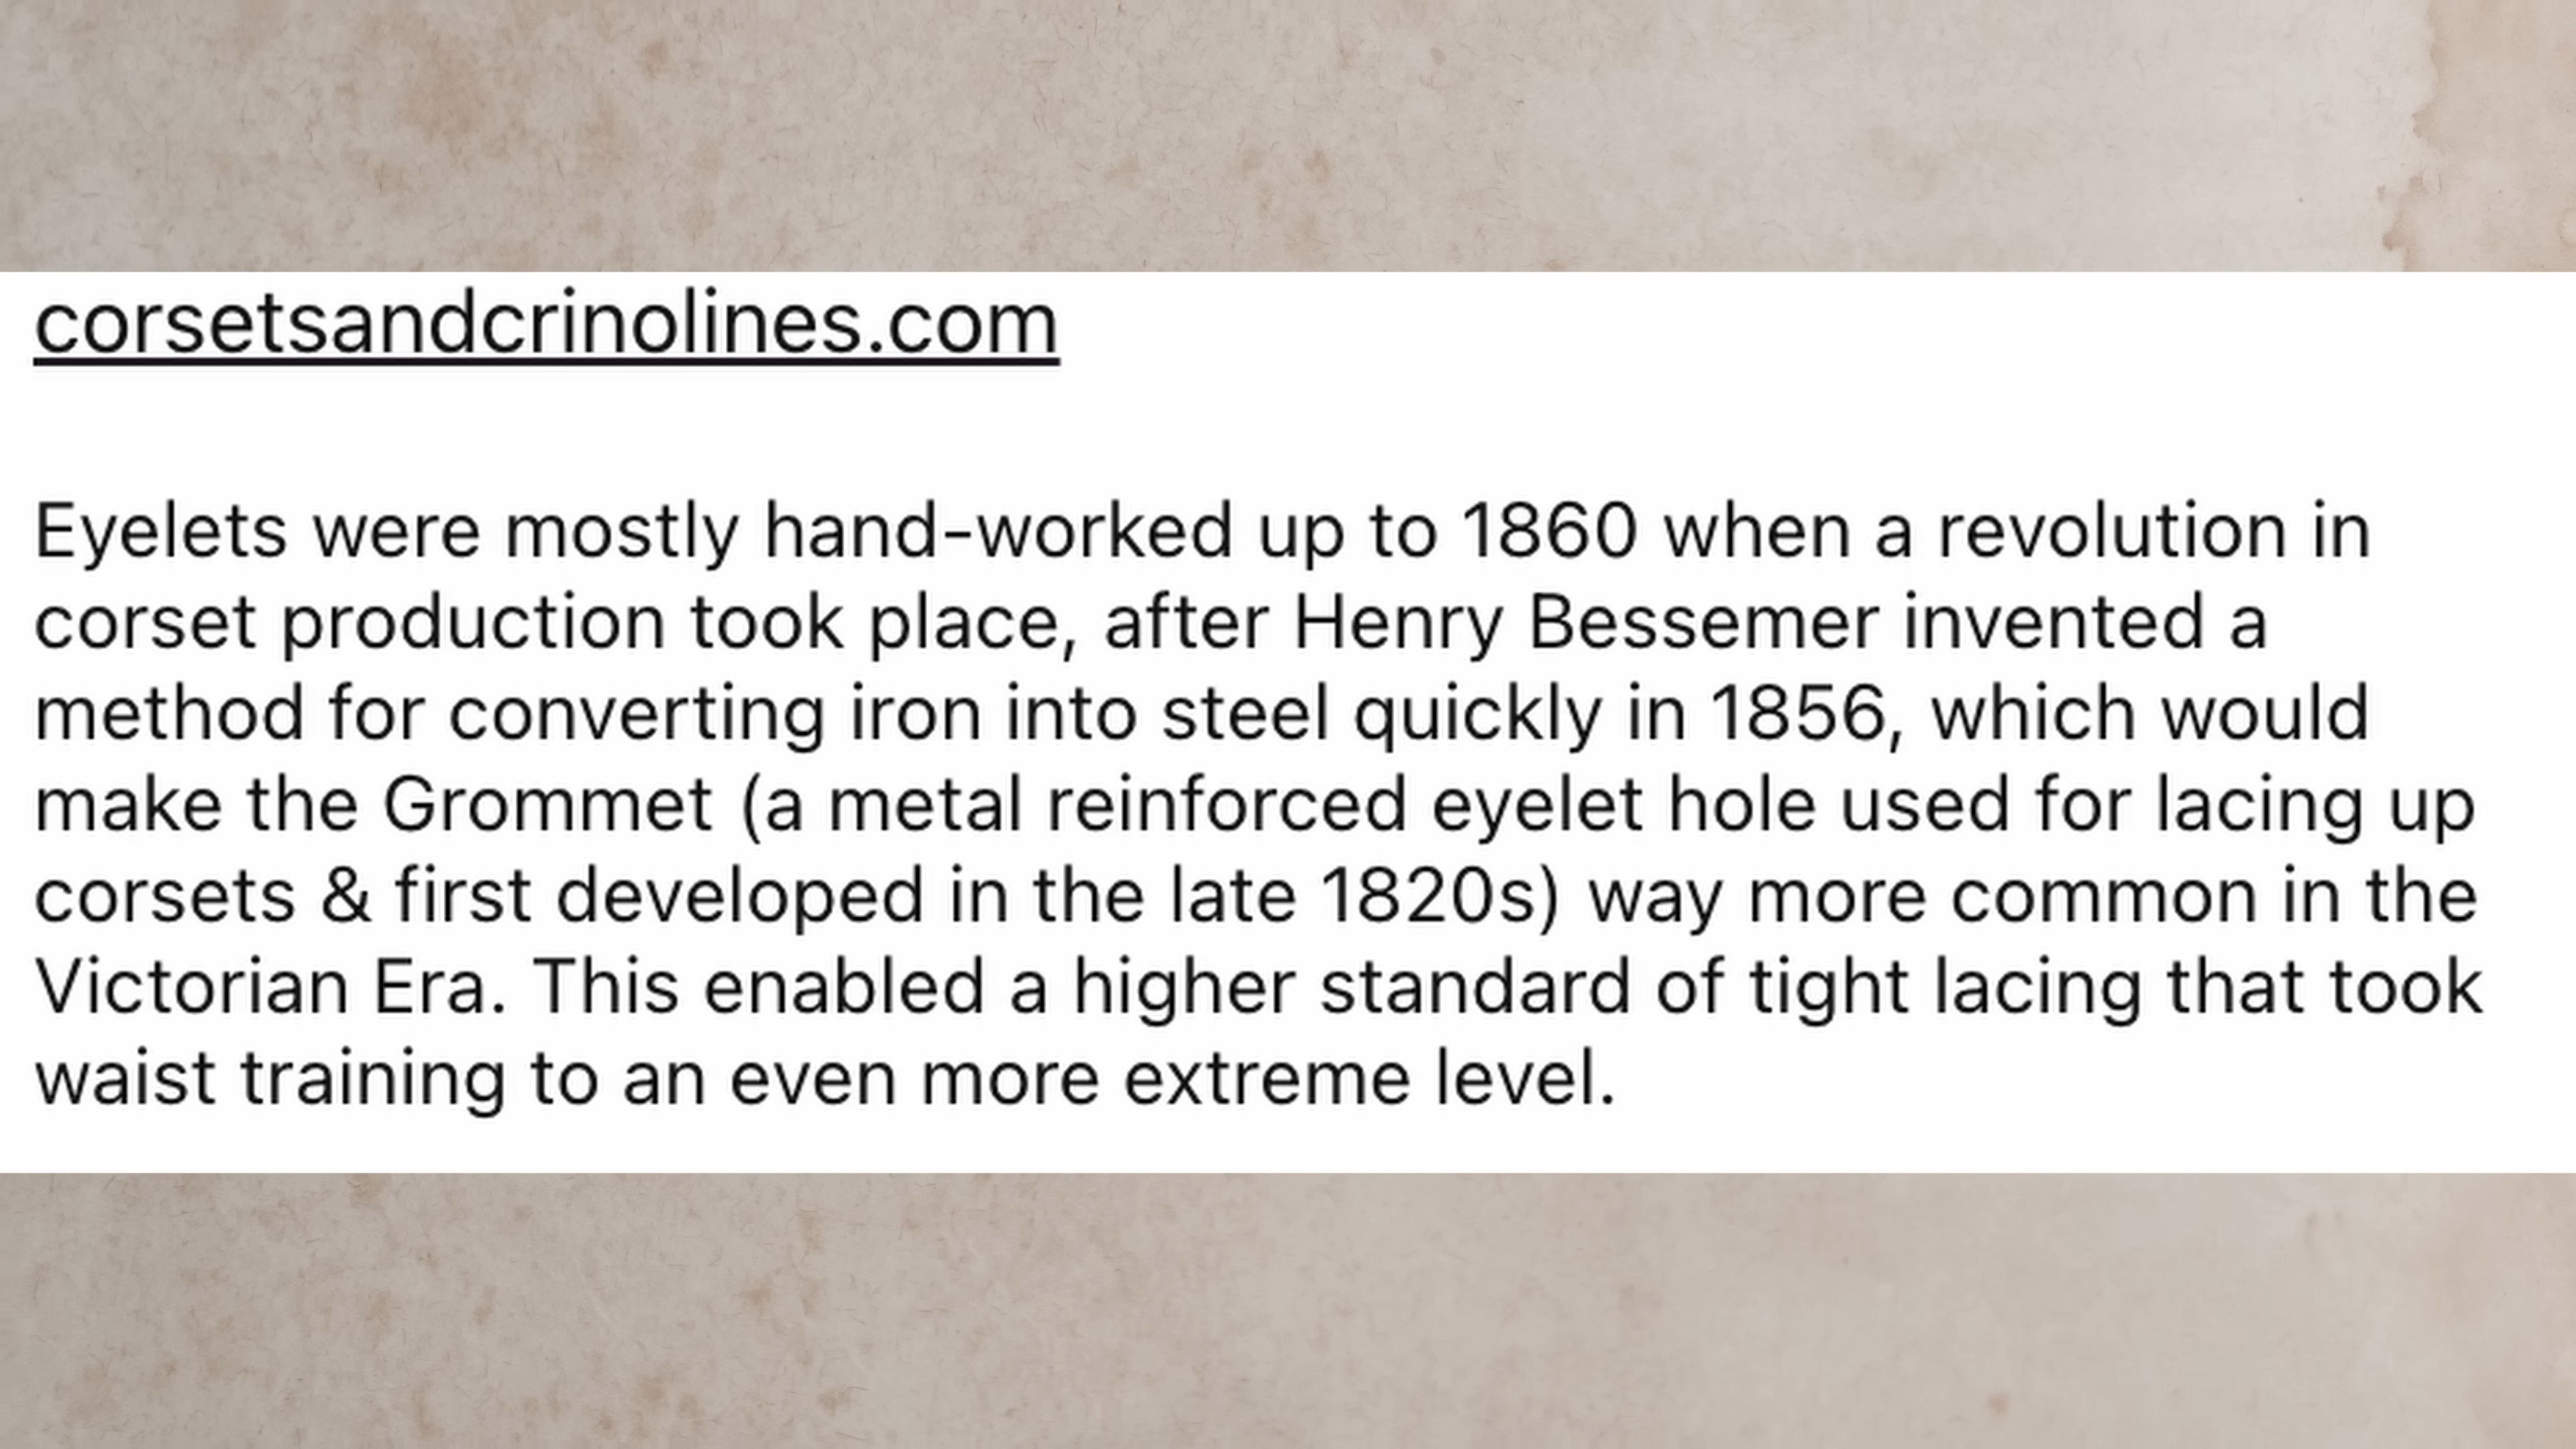 corsetsandcrinolines.com
Eyelets were mostly hand-worked up to 1860 when a revolution in
corset production took place, after Henry Bessemer invented a
method for converting iron into steel quickly in 1856, which would
make the Grommet (a metal reinforced eyelet hole used for lacing up
corsets & first developed in the late 1820s) way more common in the
Victorian Era. This enabled a higher standard of tight lacing that took
waist training to an even more extreme level.